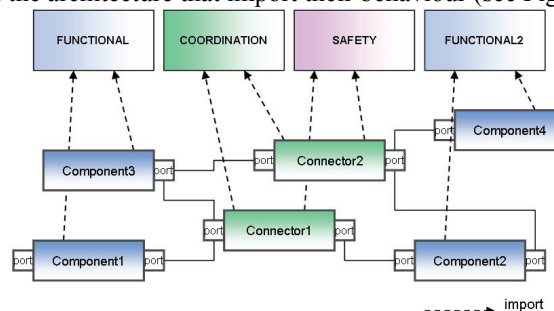 the architecture that import their behaviour (see Fig
FUNCTIONAL COORDINATION SAFETY FUNCTIONAL2
port Component4
port Connector2 port
Component3 port
port Connector1 port
port Component1 port
port Component2 port
import